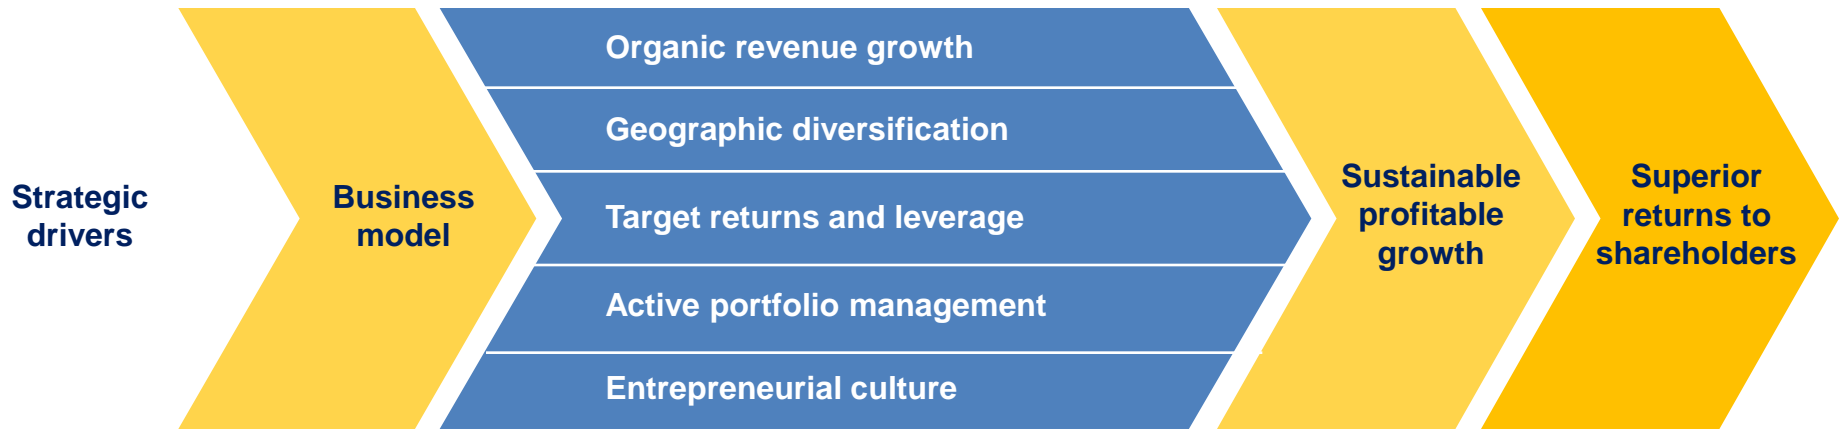 Strategic
drivers
Business
model
Organic revenue growth
Geographic diversification
Target returns and leverage
Active portfolio management
Entrepreneurial culture
Sustainable
profitable
growth
Superior
returns to
shareholders